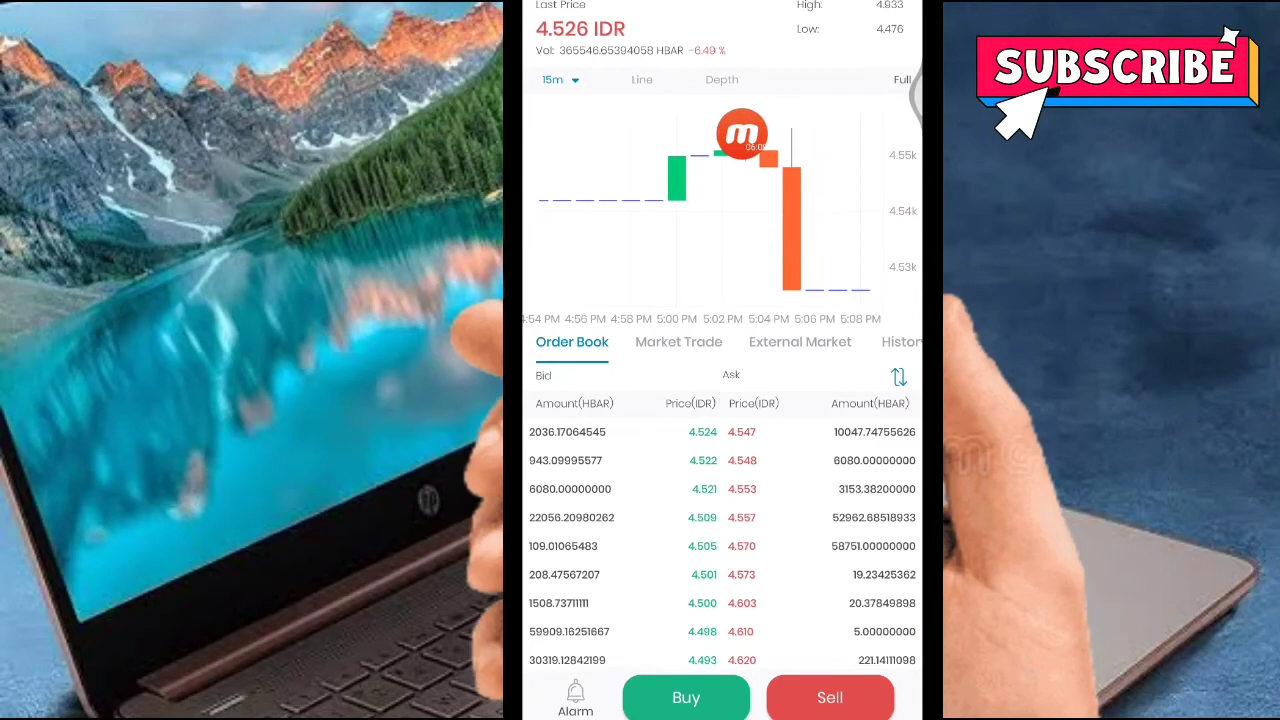 Last Price
High: 4.933
4.526 IDR
Low: 4.476
Vol: 365546.65394058 HBAR -6.49 %
15m Line Depth Full
m
06:09
4.55k
4.54k
4.53k
4:54 PM 4:56 PM 4:58 PM 5:00 PM 5:02 PM 5:04 PM 5:06 PM 5:08 PM
Order Book Market Trade External Market Histor
Bid Ask
Amount(HBAR) Price(IDR) Price(IDR) Amount(HBAR)
2036.17064545 4.524 4.547 10047.74755626
943.09995577 4.522 4.548 6080.00000000
6080.00000000 4.521 4.553 3153.38200000
22056.20980262 4.509 4.557 52962.68518933
109.01065483 4.505 4.570 58751.00000000
208.47567207 4.501 4.573 19.23425362
1508.73711111 4.500 4.603 20.37849898
59909.16251667 4.498 4.610 5.00000000
30319.12842199 4.493 4.620 221.14111098
Alarm Buy Sell
SUBSCRIBE
hp